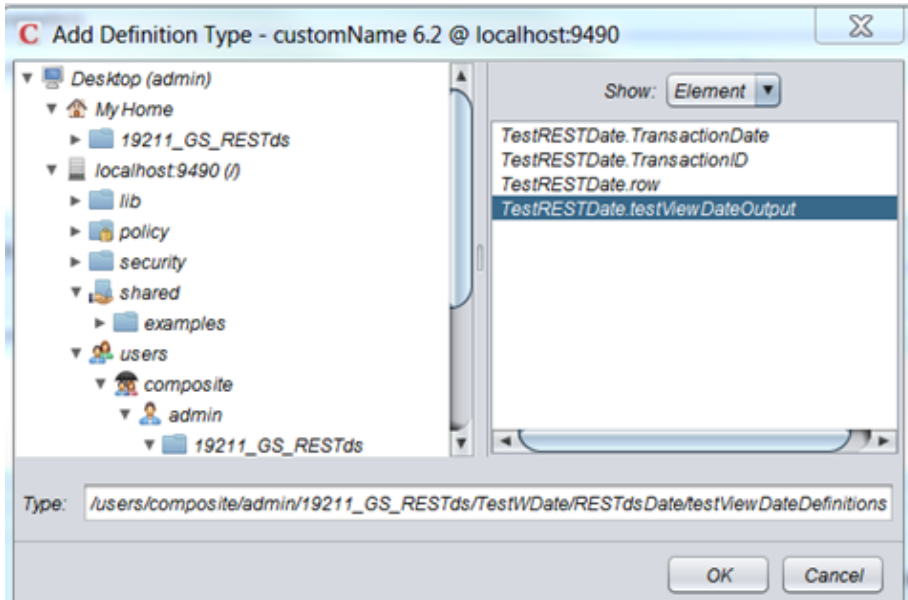 C Add Definition Type - customName 6.2 @ localhost:9490
Desktop (admin)
My Home
19211_GS_RESTds
localhost:9490 (/)
lib
policy
security
shared
examples
users
composite
admin
19211_GS_RESTds
Show: Element
TestRESTDate.TransactionDate
TestRESTDate.TransactionID
TestRESTDate.row
TestRESTDate.testViewDateOutput
Type: /users/composite/admin/19211_GS_RESTds/TestWDate/RESTdsDate/testViewDateDefinitions
OK Cancel